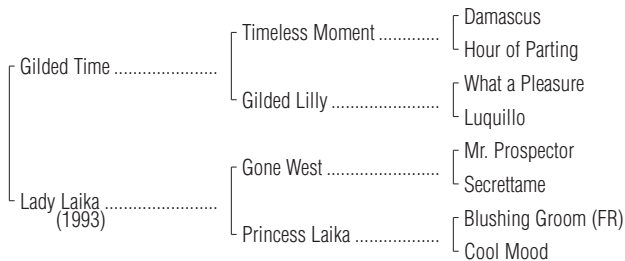 Damascus
Timeless Moment .............
Hour of Parting
Gilded Time ......................
What a Pleasure
Gilded Lilly .......................
Luquillo
Mr. Prospector
Gone West ........................
Secrettame
Lady Laika ........................
(1993)
Blushing Groom (FR)
Princess Laika ..................
Cool Mood